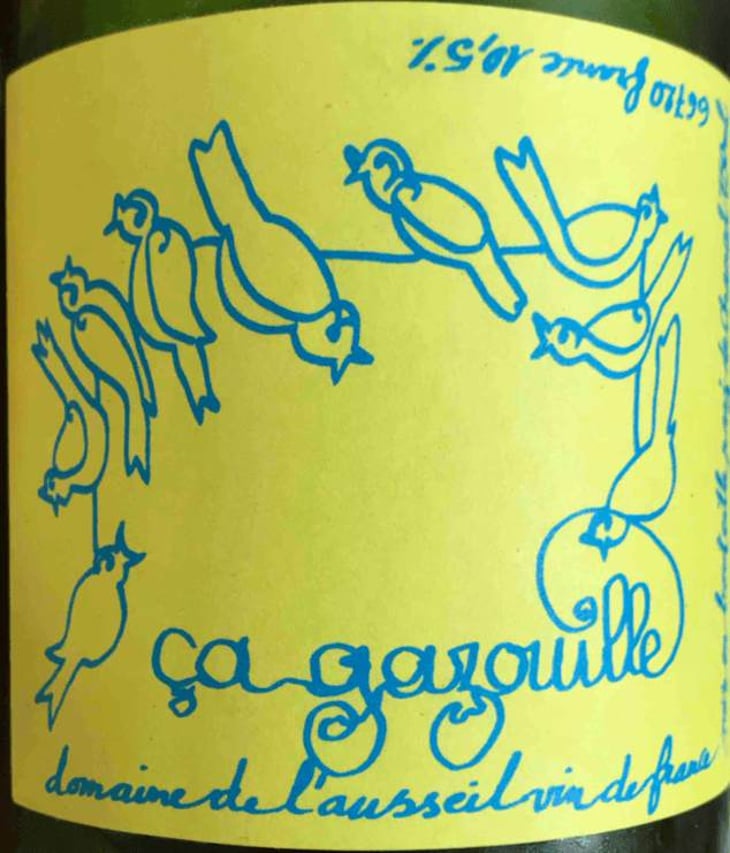 ça gazouille
domaine de l'ausseil vin de france
66720 france 10,5%